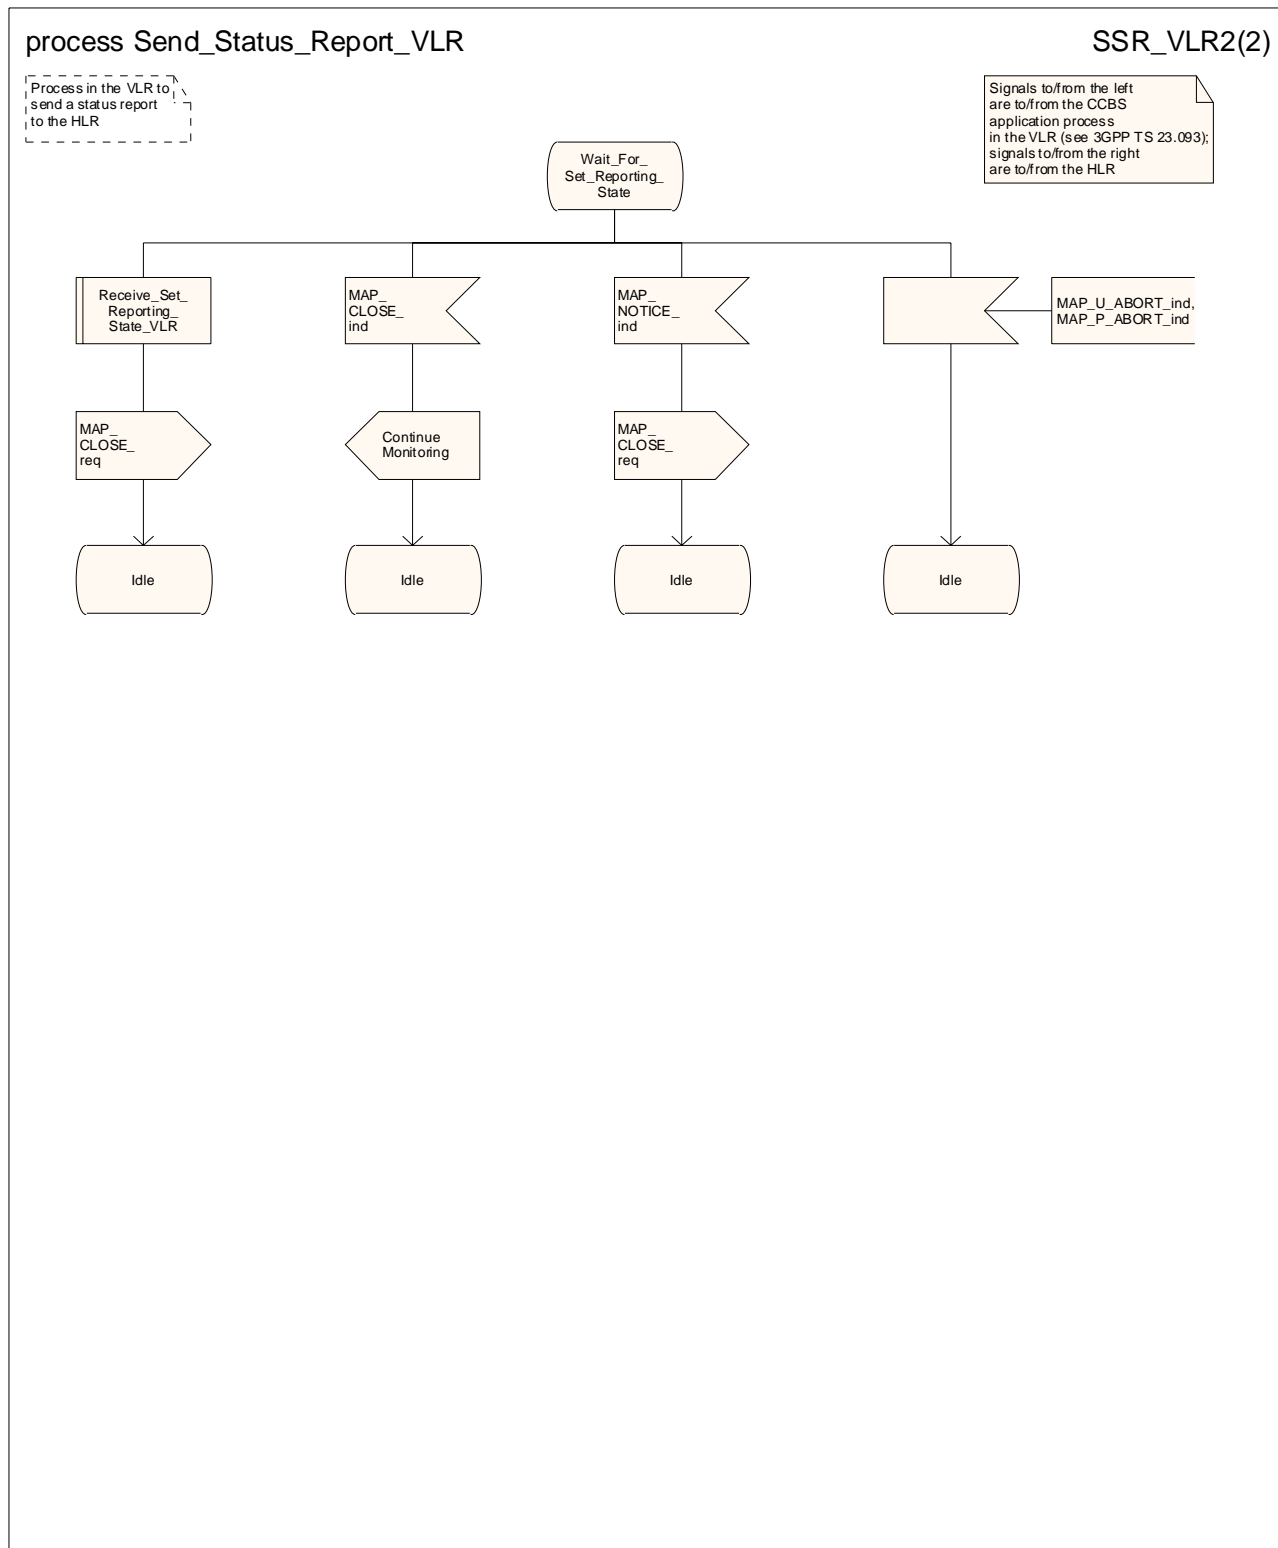 process Send_Status_Report_VLR
SSR_VLR2(2)
Process in the VLR to
send a status report
to the HLR
Signals to/from the left
are to/from the CCBS
application process
in the VLR (see 3GPP TS 23.093);
signals to/from the right
are to/from the HLR
Wait_For_
Set_Reporting_
State
Receive_Set_
Reporting_
State_VLR
MAP_
CLOSE_
ind
MAP_
NOTICE_
ind
MAP_U_ABORT_ind,
MAP_P_ABORT_ind
MAP_
CLOSE_
req
Continue
Monitoring
MAP_
CLOSE_
req
Idle
Idle
Idle
Idle